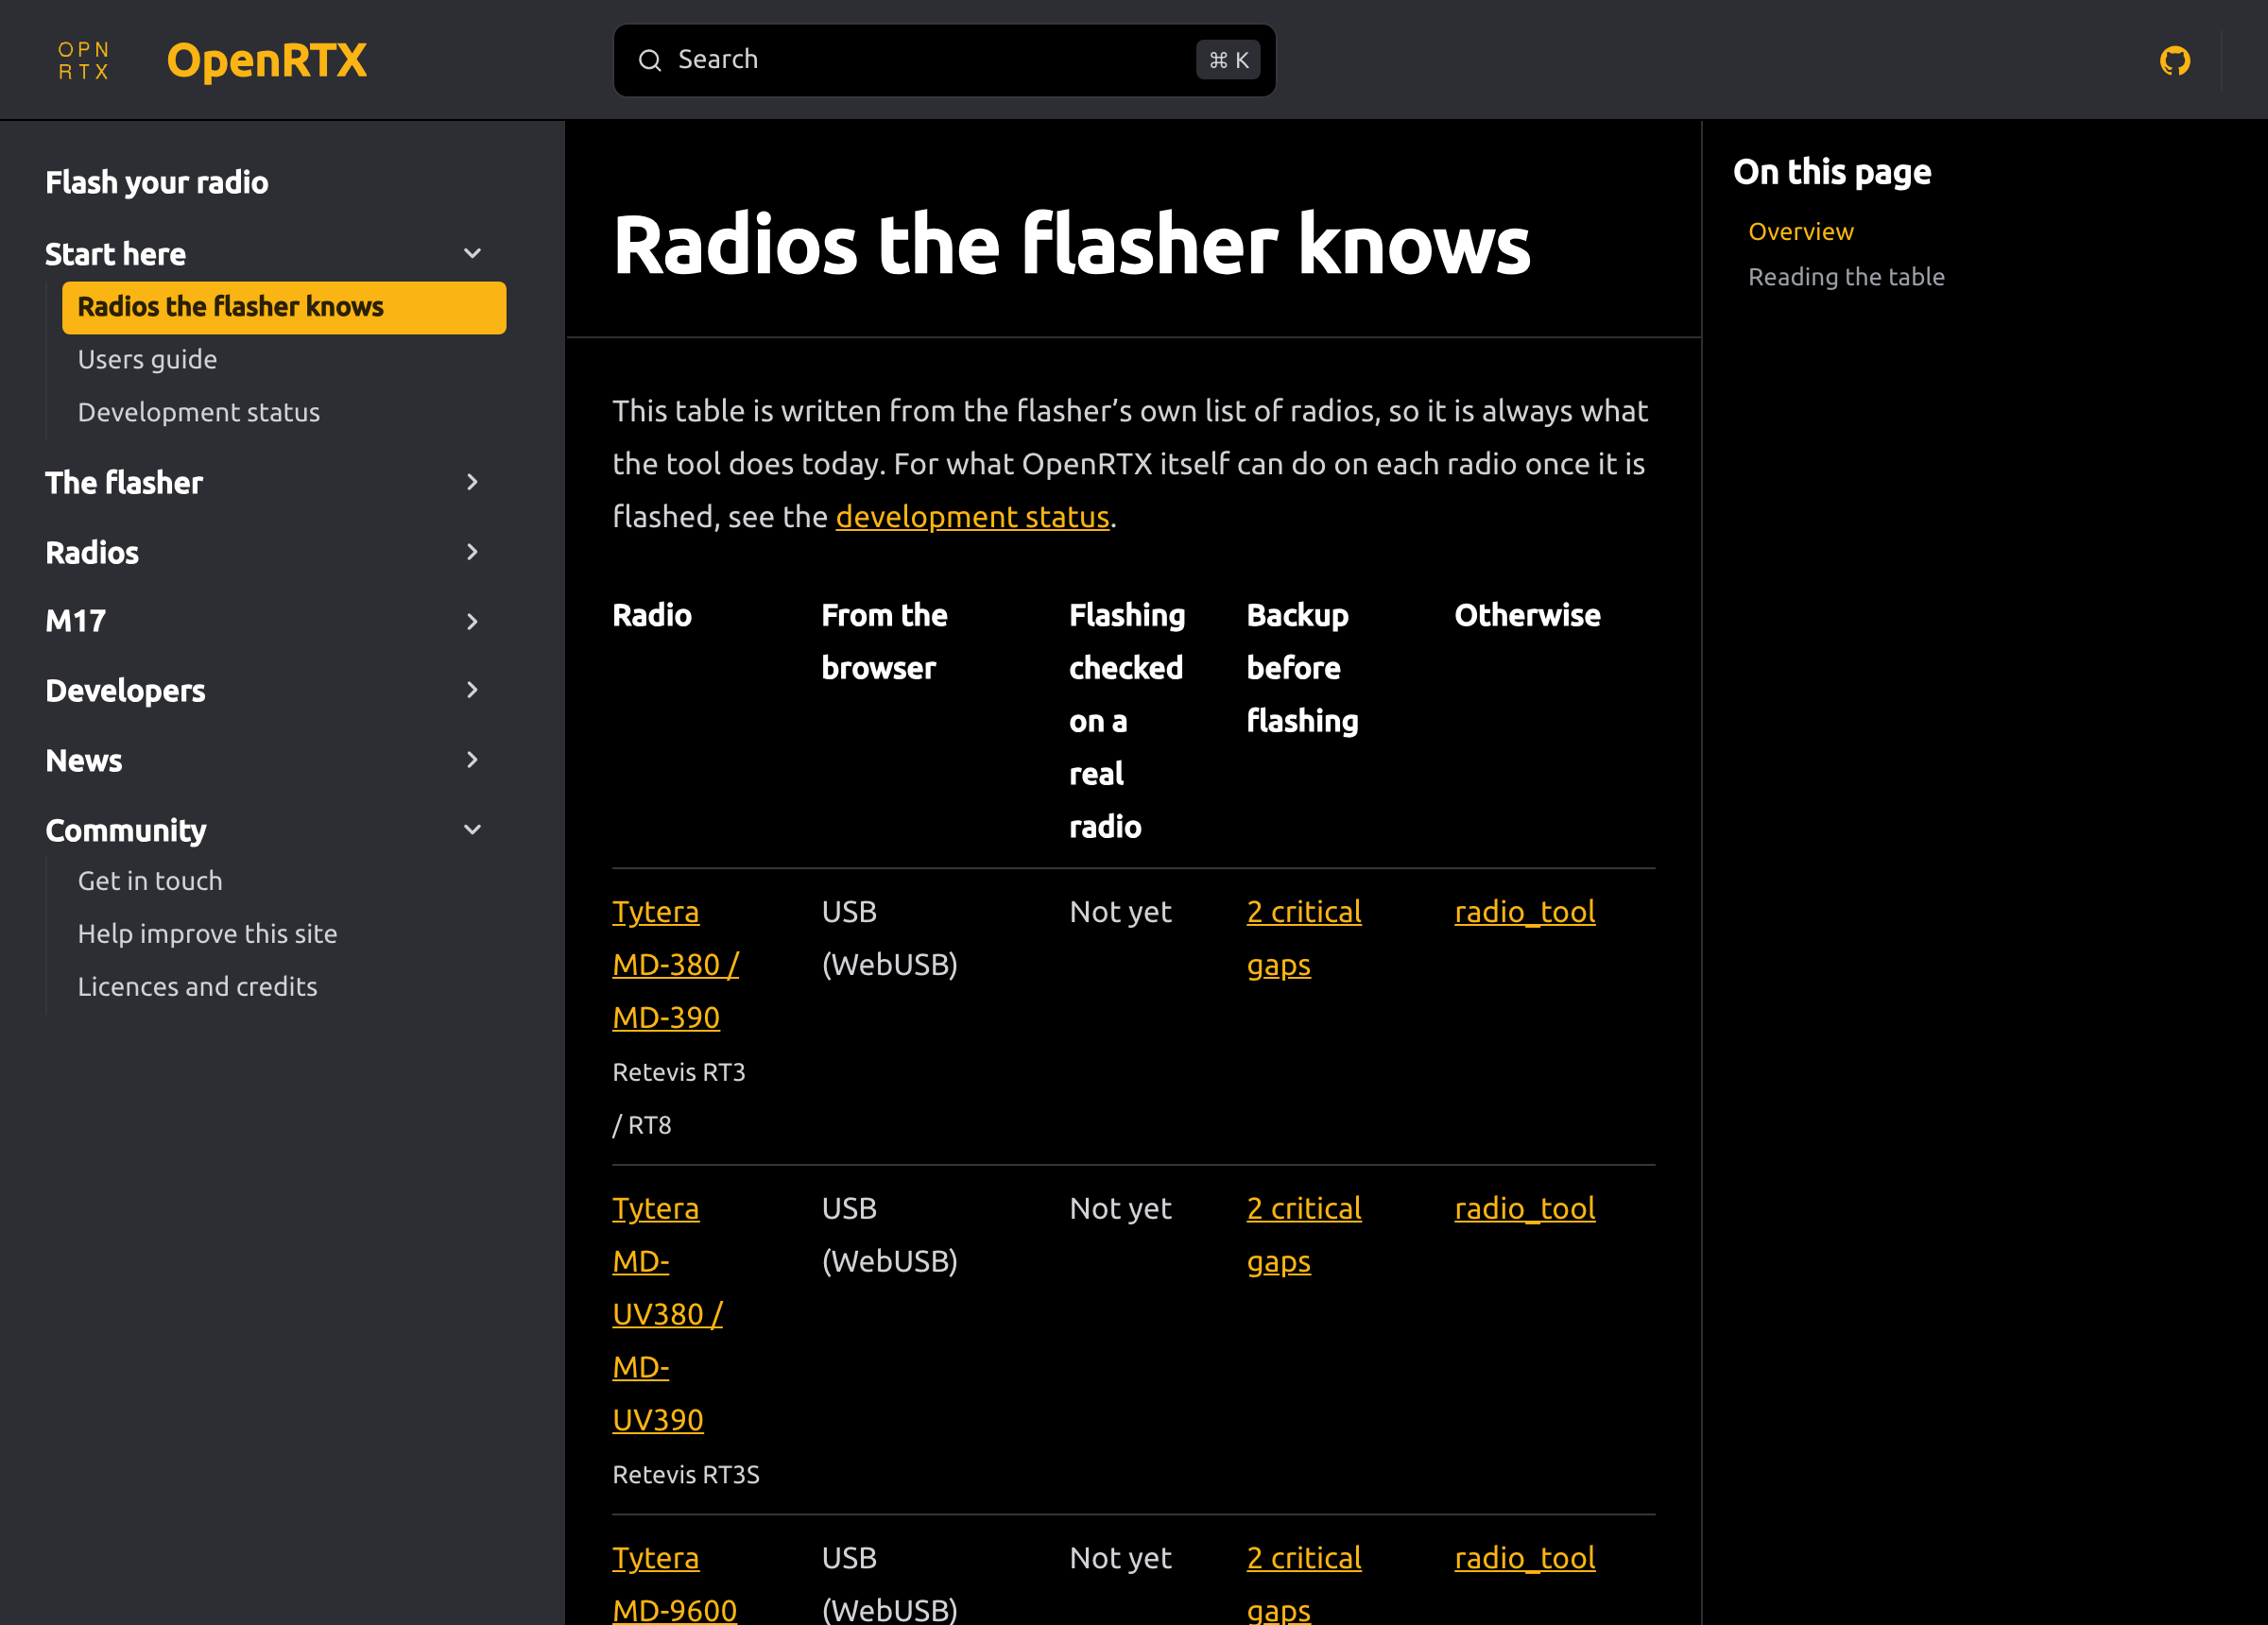 OPN
RTX
OpenRTX
Search
⌘ K
Flash your radio
Start here
Radios the flasher knows
Users guide
Development status
The flasher
Radios
M17
Developers
News
Community
Get in touch
Help improve this site
Licences and credits
Radios the flasher knows
This table is written from the flasher’s own list of radios, so it is always what
the tool does today. For what OpenRTX itself can do on each radio once it is
flashed, see the development status.
Radio
From the
browser
Flashing
checked
on a
real
radio
Backup
before
flashing
Otherwise
Tytera
MD-380 /
MD-390
Retevis RT3
/ RT8
USB
(WebUSB)
Not yet
2 critical
gaps
radio_tool
Tytera
MD-
UV380 /
MD-
UV390
Retevis RT3S
USB
(WebUSB)
Not yet
2 critical
gaps
radio_tool
Tytera
MD-9600
USB
(WebUSB)
Not yet
2 critical
gaps
radio_tool
On this page
Overview
Reading the table